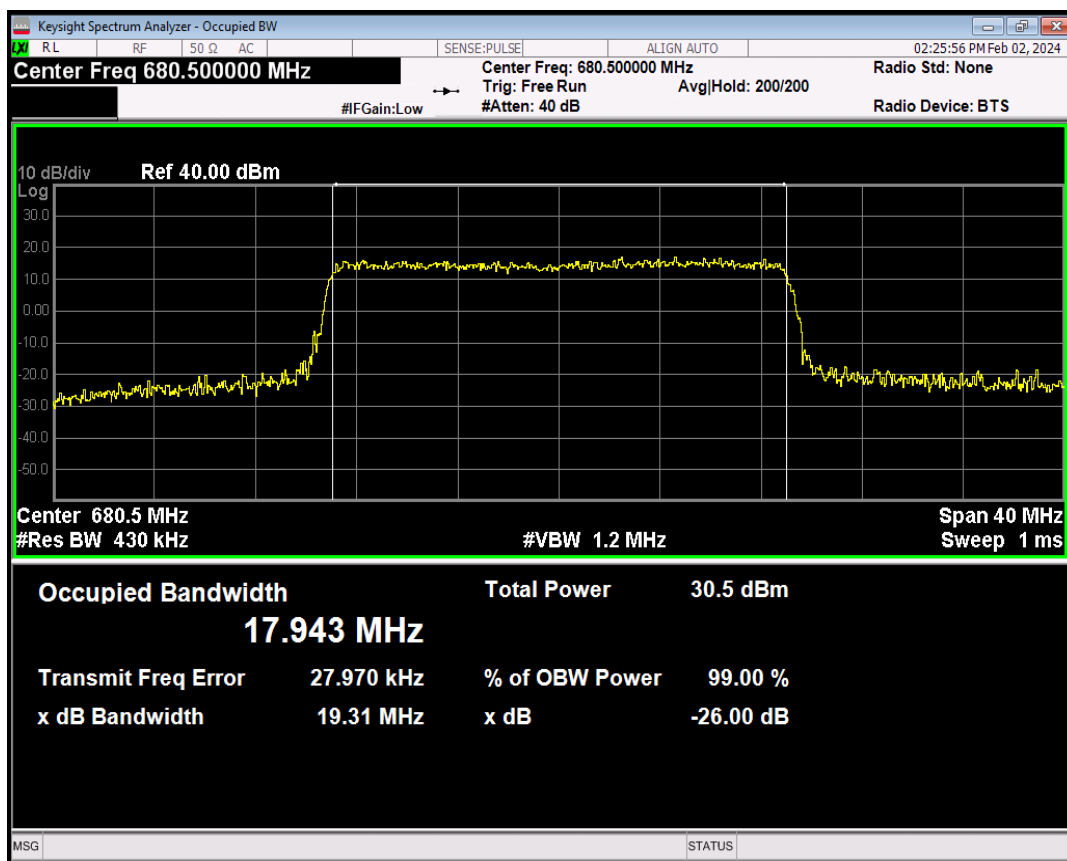 Keysight Spectrum Analyzer - Occupied BW
LXI RL RF 50 Ω AC SENSE:PULSE ALIGN AUTO 02:25:56 PM Feb 02, 2024
Center Freq 680.500000 MHz Center Freq: 680.500000 MHz Radio Std: None
Trig: Free Run Avg|Hold: 200/200
#IFGain:Low #Atten: 40 dB Radio Device: BTS
10 dB/div Ref 40.00 dBm
Log
30.0
20.0
10.0
0.00
-10.0
-20.0
-30.0
-40.0
-50.0
Center 680.5 MHz Span 40 MHz
#Res BW 430 kHz #VBW 1.2 MHz Sweep 1 ms
Occupied Bandwidth Total Power 30.5 dBm
17.943 MHz
Transmit Freq Error 27.970 kHz % of OBW Power 99.00 %
x dB Bandwidth 19.31 MHz x dB -26.00 dB
MSG STATUS